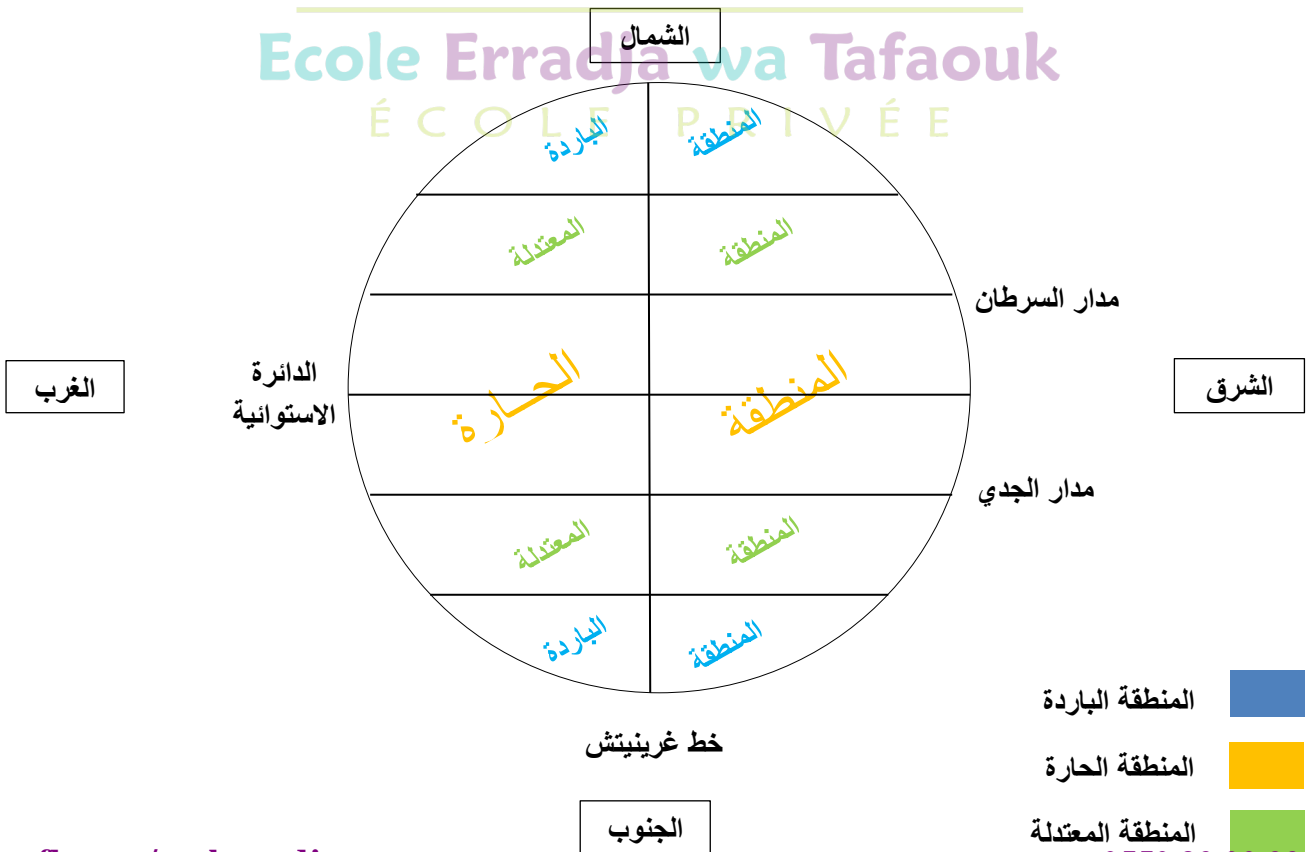 الشمال
Ecole Erradja wa Tafaouk
ÉCOLE PRIVÉE
المنطقة الباردة
المنطقة المعتدلة
مدار السرطان
الشرق
المنطقة الحــارة
الدائرة
الاستوائية
الغرب
مدار الجدي
المنطقة المعتدلة
المنطقة الباردة
خط غرينيتش
الجنوب
المنطقة الباردة
المنطقة الحارة
المنطقة المعتدلة